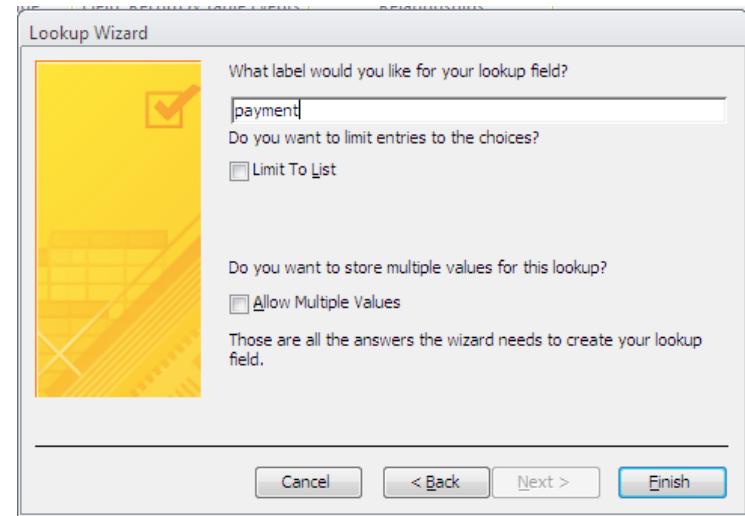 Lookup Wizard
What label would you like for your lookup field?
payment
Do you want to limit entries to the choices?
Limit To List
Do you want to store multiple values for this lookup?
Allow Multiple Values
Those are all the answers the wizard needs to create your lookup
field.
Cancel
< Back
Next >
Finish